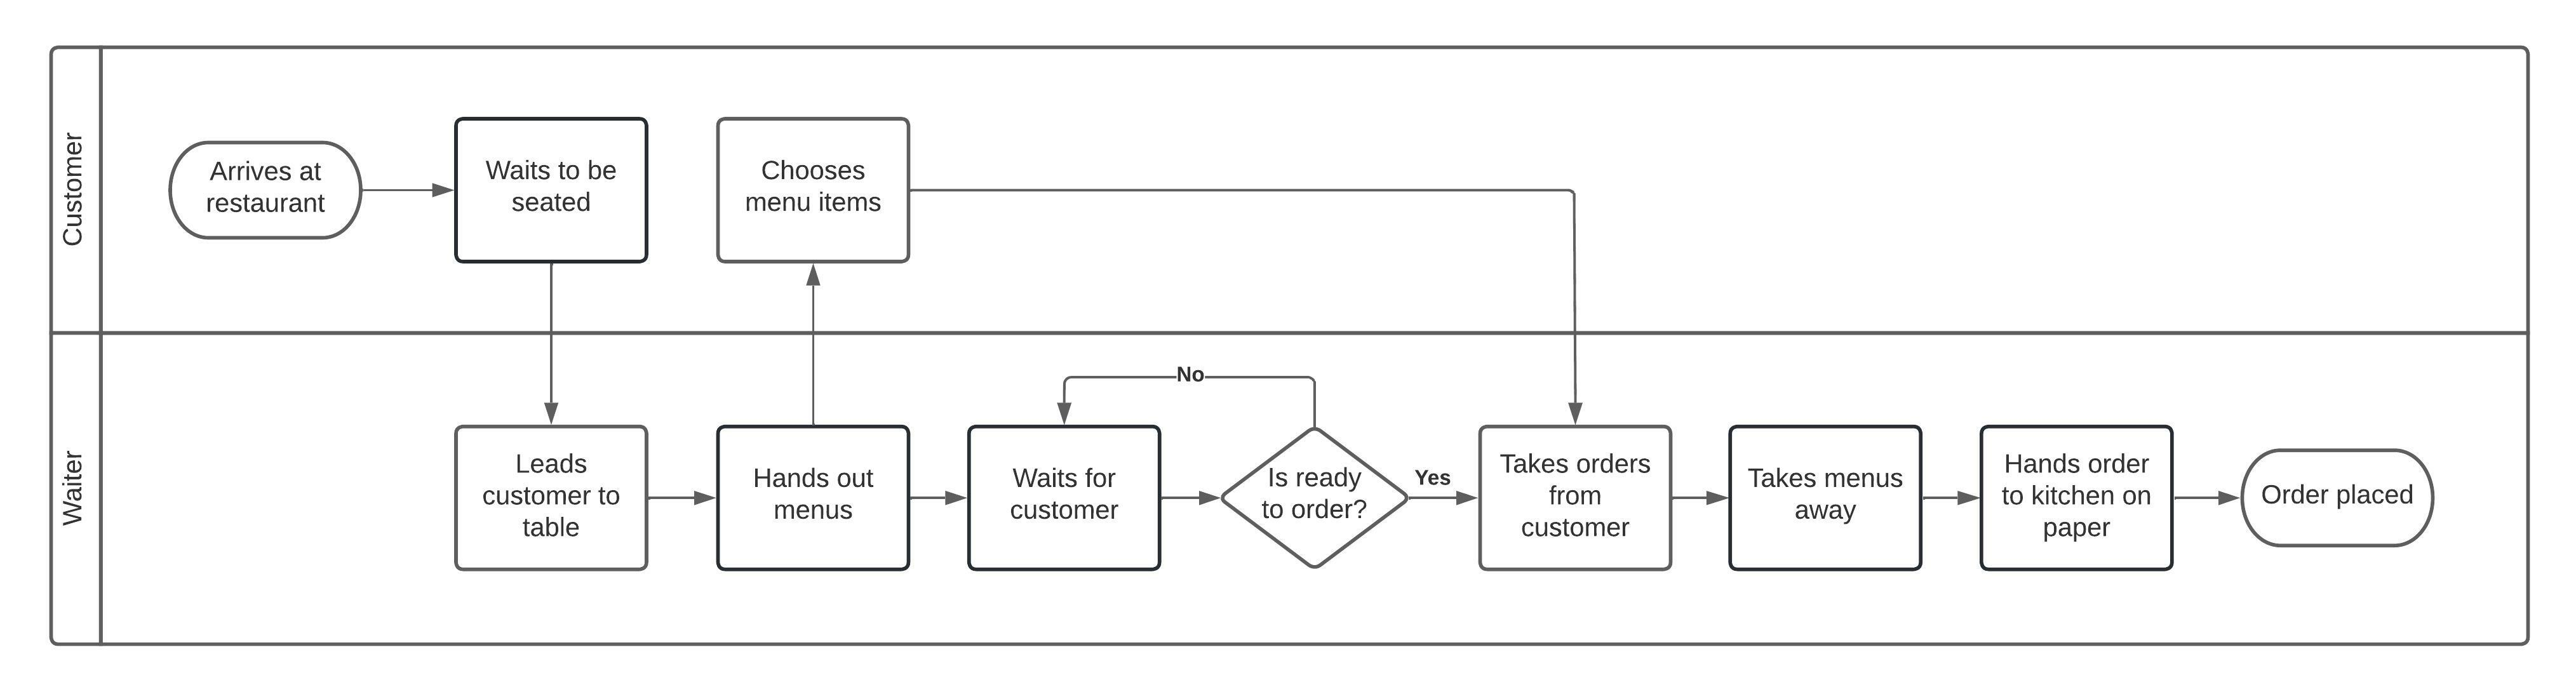 Customer
Arrives at
restaurant
Waits to be
seated
Chooses
menu items
Waiter
Leads
customer to
table
Hands out
menus
Waits for
customer
No
Is ready
to order?
Yes
Takes orders
from
customer
Takes menus
away
Hands order
to kitchen on
paper
Order placed